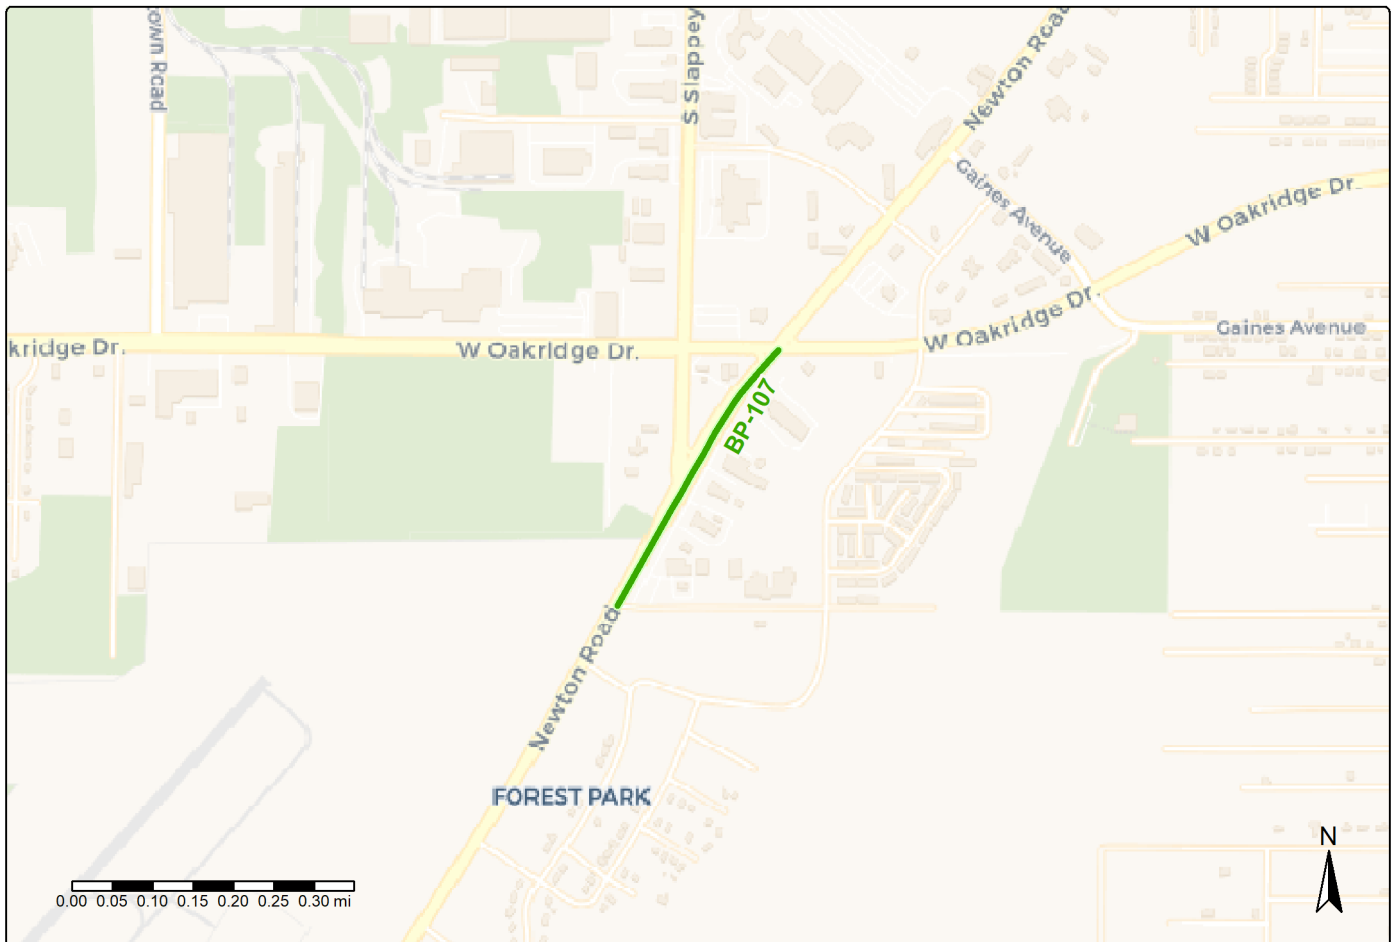 own Road
S Slappey
Newton Road
Gaines Avenue
W Oakridge Dr.
W Oakridge Dr.
Gaines Avenue
kridge Dr.
W Oakridge Dr.
BP-107
Newton Road
FOREST PARK
N
0.00 0.05 0.10 0.15 0.20 0.25 0.30 mi